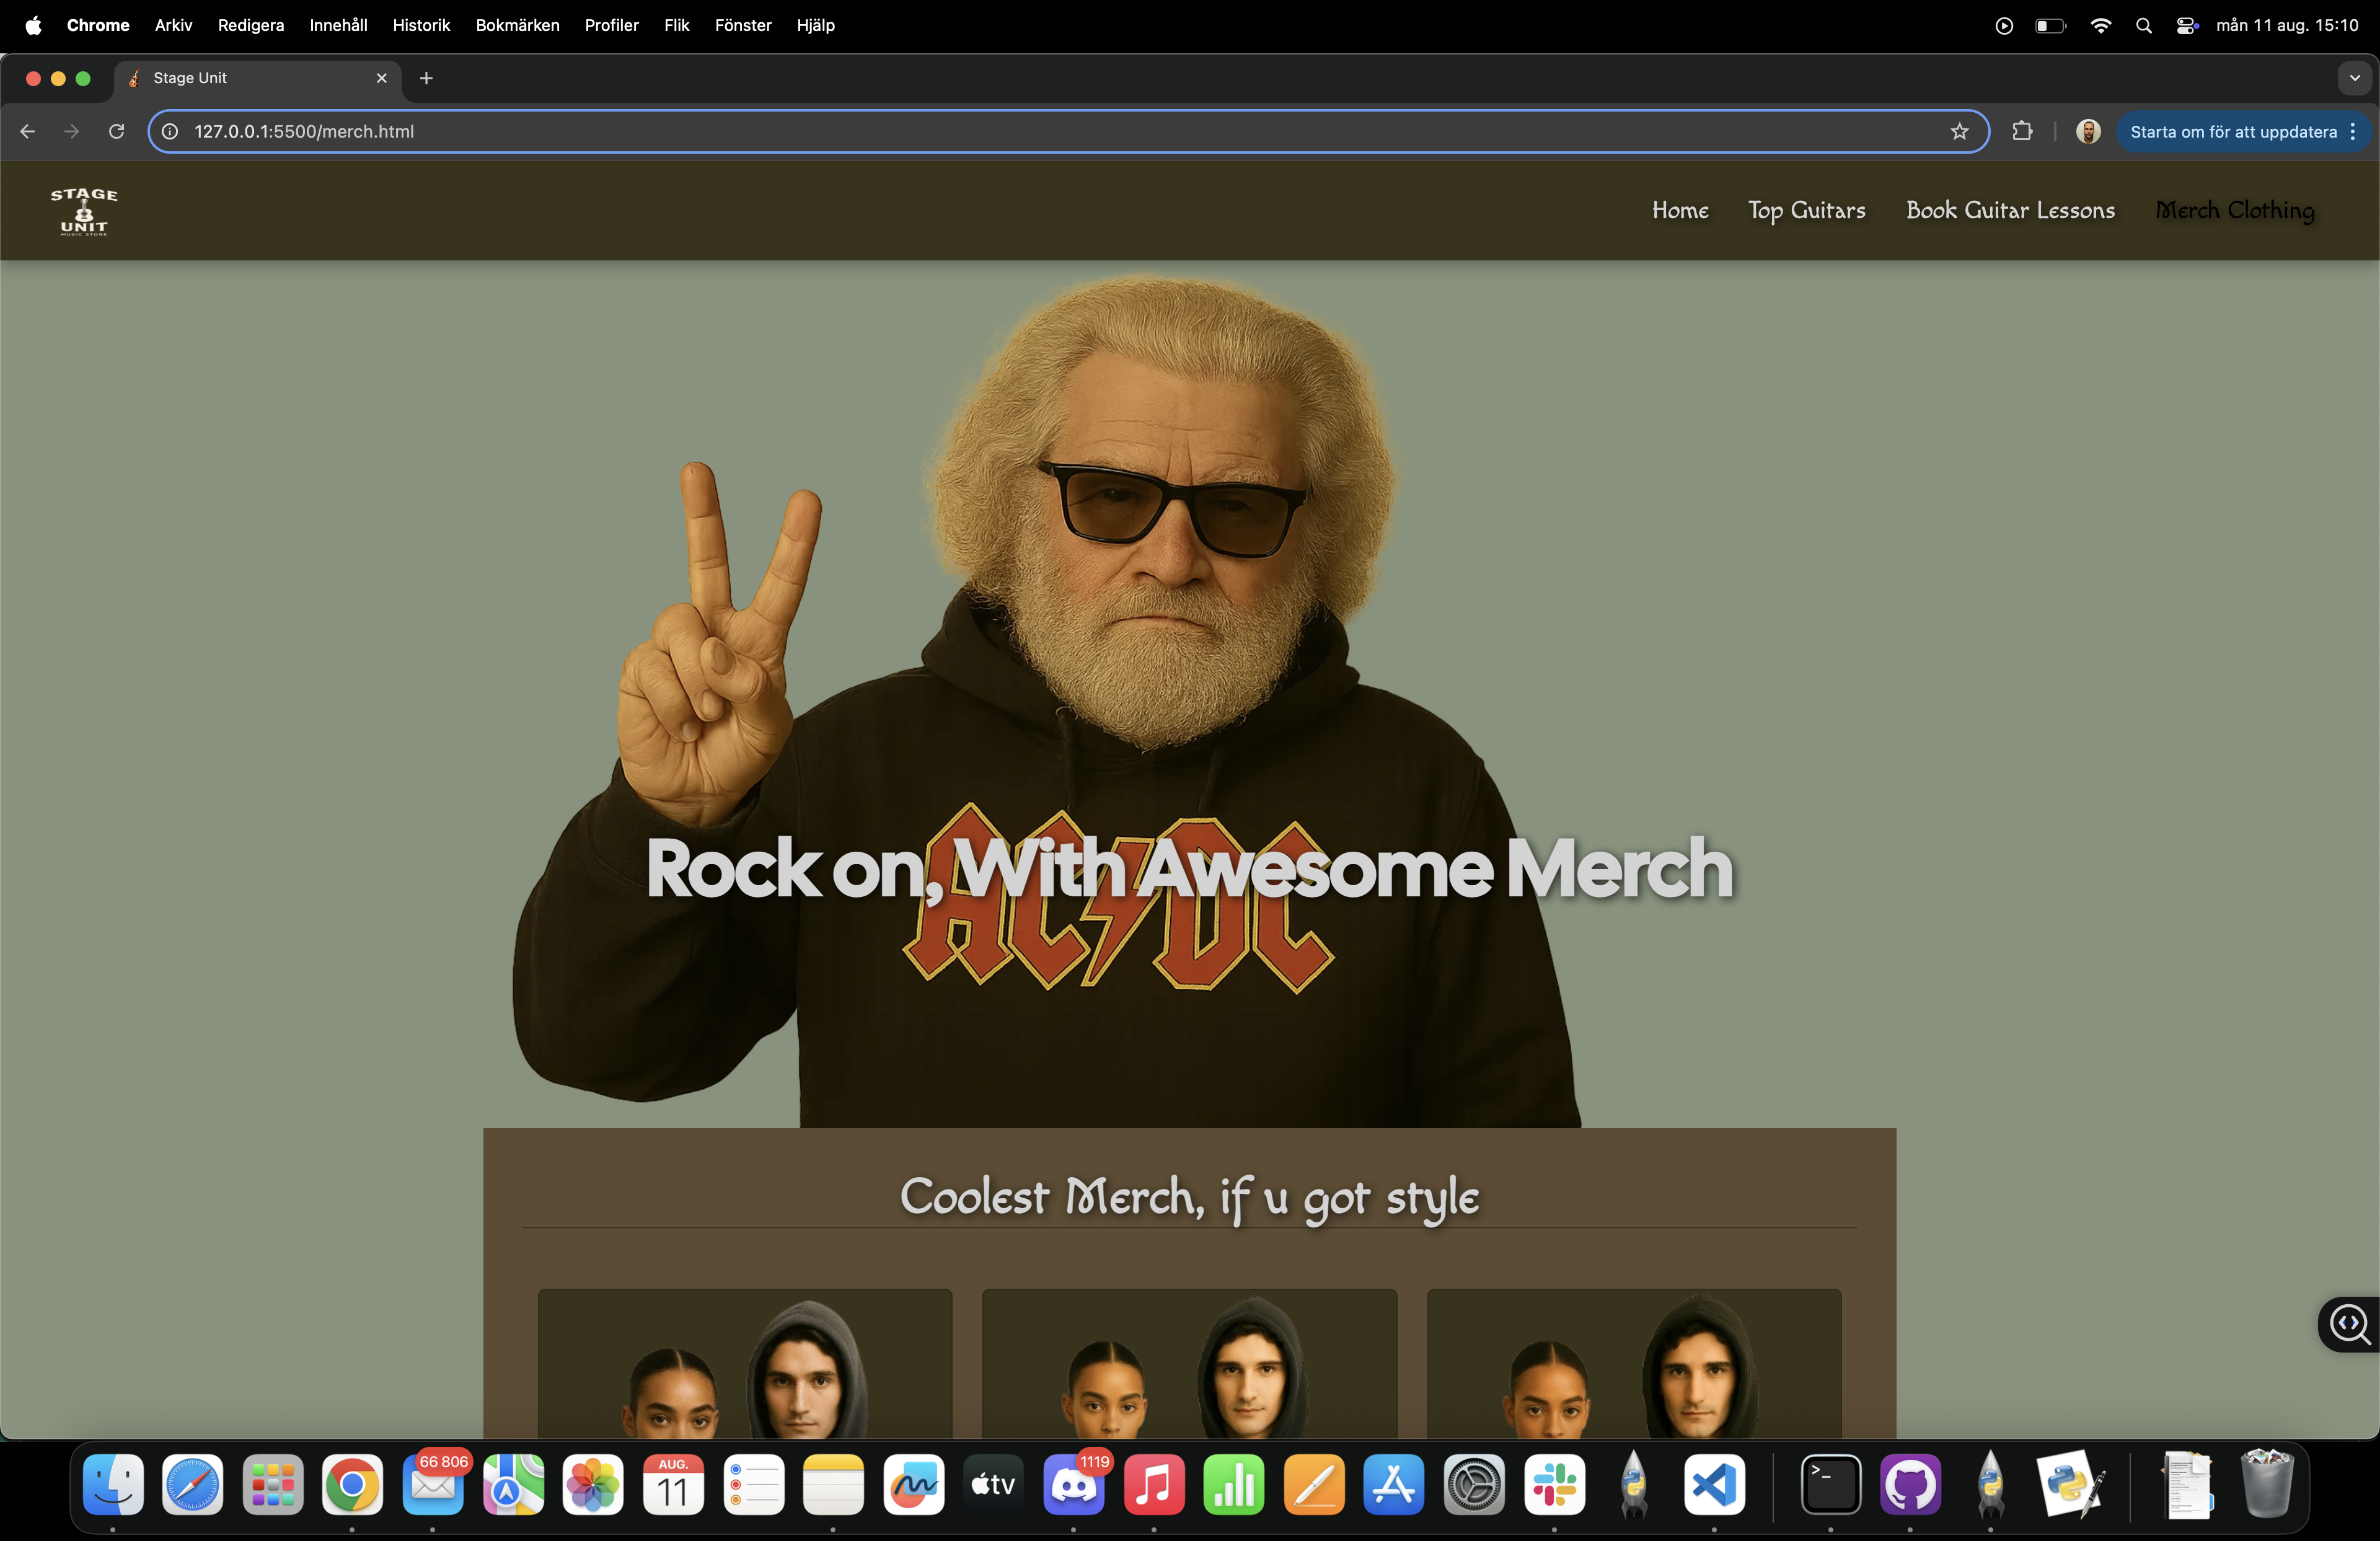 Chrome Arkiv Redigera Innehåll Historik Bokmärken Profiler Flik Fönster Hjälp mån 11 aug. 15:10
Stage Unit
127.0.0.1:5500/merch.html Starta om för att uppdatera
STAGE
UNIT
MUSIC STORE
Home Top Guitars Book Guitar Lessons Merch Clothing
AC/DC
Rock on, With Awesome Merch
Coolest Merch, if u got style
66 806
AUG.
11
tv
1119
>_